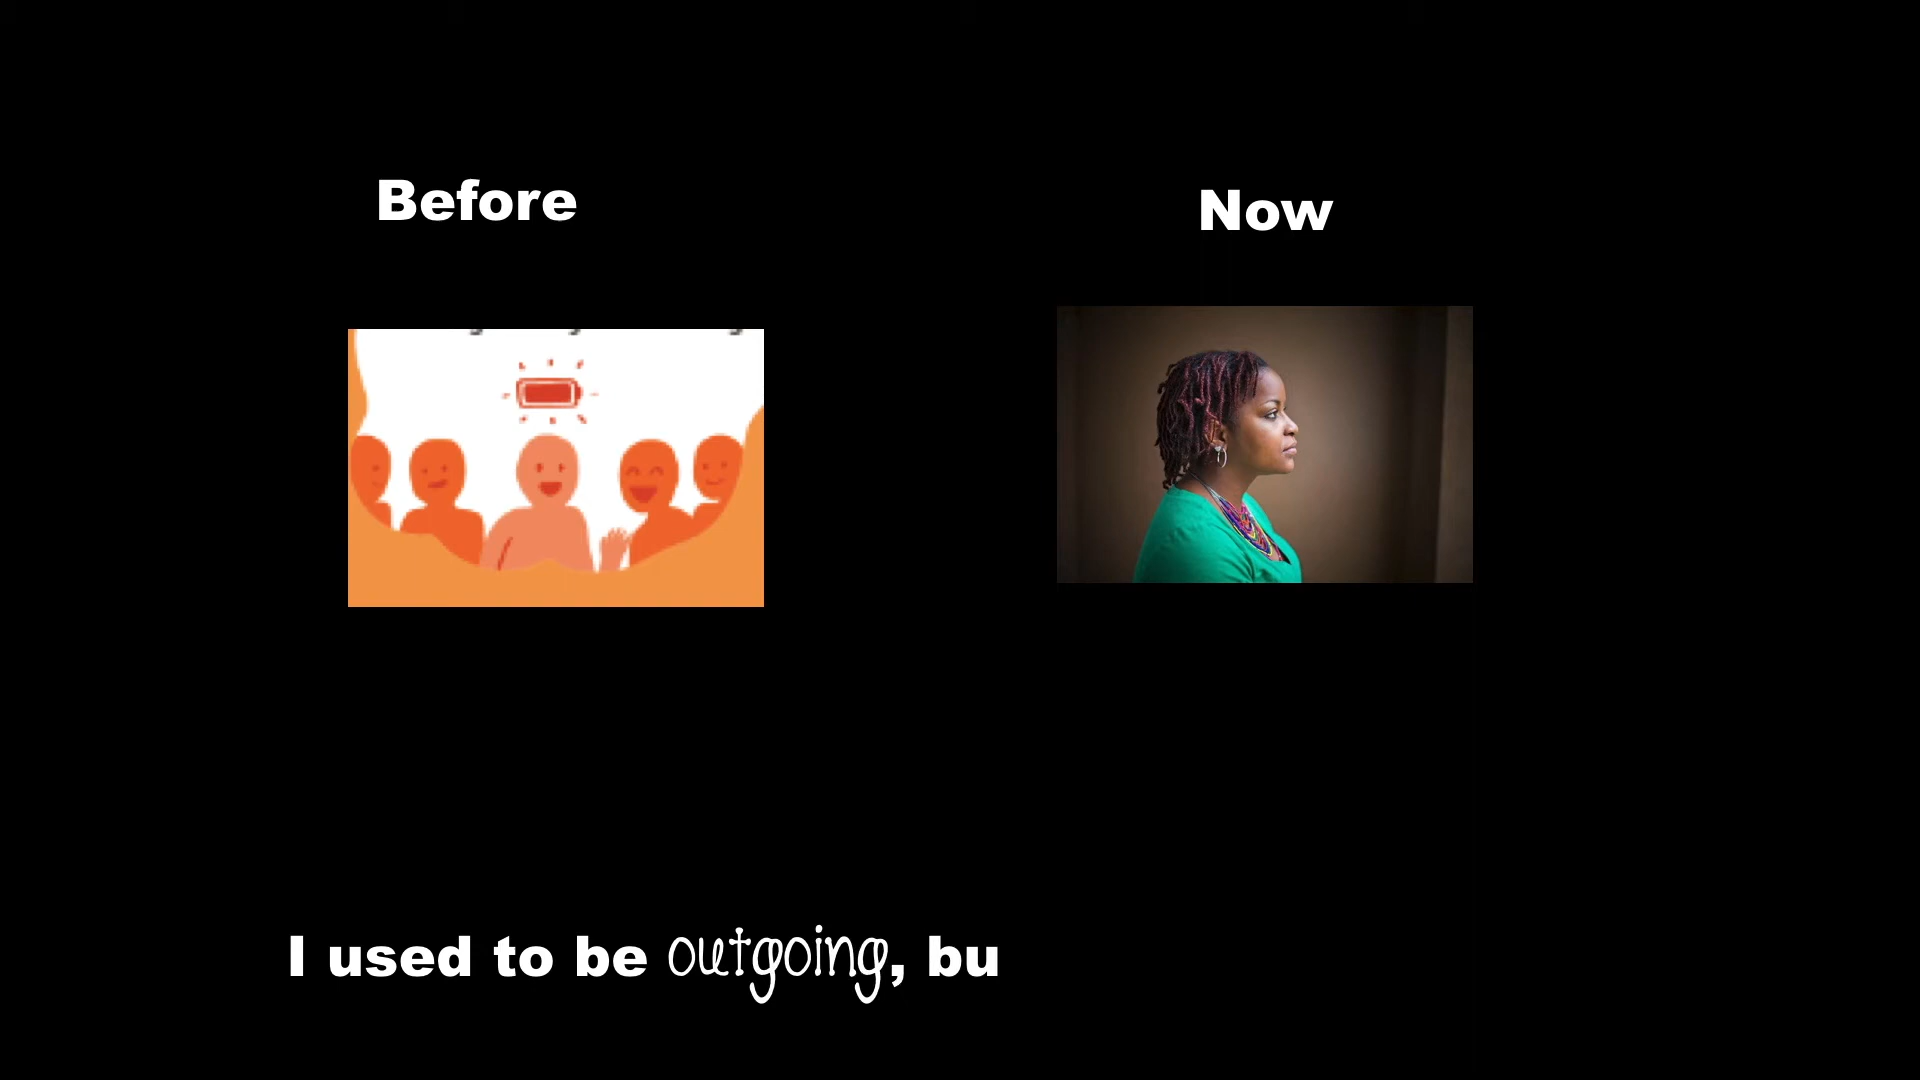 Before
Now
I used to be outgoing, bu